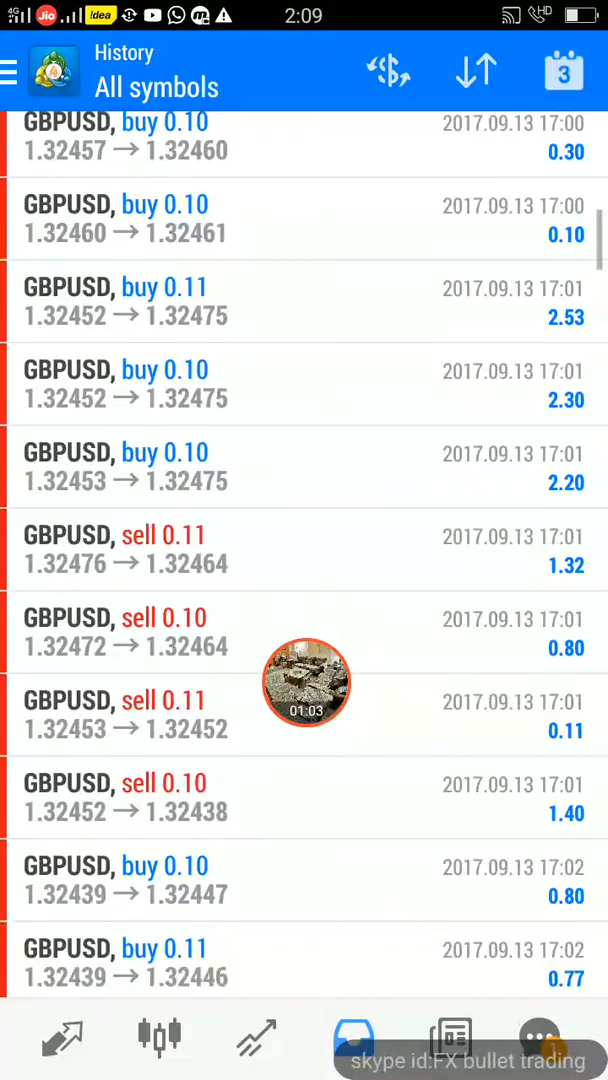 4G Jio !dea 2:09 HD
History
All symbols 3
GBPUSD, buy 0.10 2017.09.13 17:00
1.32457 → 1.32460 0.30
GBPUSD, buy 0.10 2017.09.13 17:00
1.32460 → 1.32461 0.10
GBPUSD, buy 0.11 2017.09.13 17:01
1.32452 → 1.32475 2.53
GBPUSD, buy 0.10 2017.09.13 17:01
1.32452 → 1.32475 2.30
GBPUSD, buy 0.10 2017.09.13 17:01
1.32453 → 1.32475 2.20
GBPUSD, sell 0.11 2017.09.13 17:01
1.32476 → 1.32464 1.32
GBPUSD, sell 0.10 2017.09.13 17:01
1.32472 → 1.32464 0.80
GBPUSD, sell 0.11 2017.09.13 17:01
01:03
1.32453 → 1.32452 0.11
GBPUSD, sell 0.10 2017.09.13 17:01
1.32452 → 1.32438 1.40
GBPUSD, buy 0.10 2017.09.13 17:02
1.32439 → 1.32447 0.80
GBPUSD, buy 0.11 2017.09.13 17:02
1.32439 → 1.32446 0.77
1
skype id:FX bullet trading